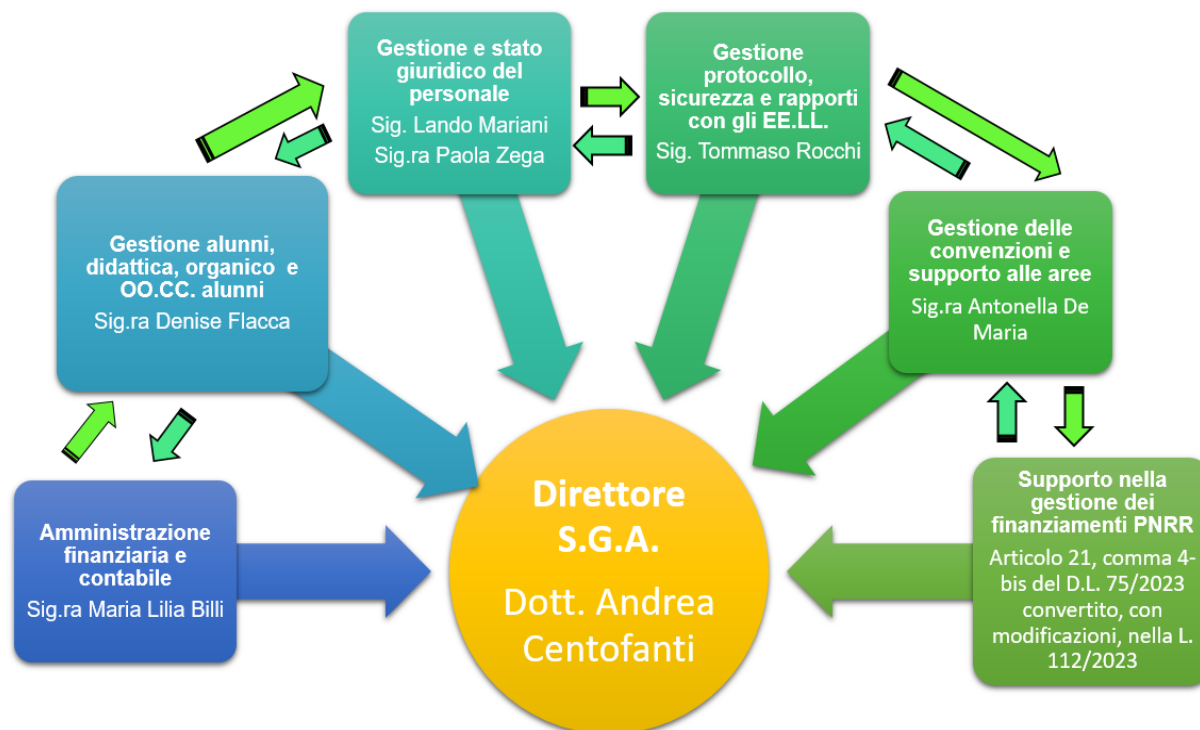 Gestione e stato
giuridico del
personale
Sig. Lando Mariani
Sig.ra Paola Zega
Gestione
protocollo,
sicurezza e rapporti
con gli EE.LL.
Sig. Tommaso Rocchi
Gestione alunni,
didattica, organico e
OO.CC. alunni
Sig.ra Denise Flacca
Gestione delle
convenzioni e
supporto alle aree
Sig.ra Antonella De
Maria
Amministrazione
finanziaria e
contabile
Sig.ra Maria Lilia Billi
Direttore
S.G.A.
Dott. Andrea
Centofanti
Supporto nella
gestione dei
finanziamenti PNRR
Articolo 21, comma 4-
bis del D.L. 75/2023
convertito, con
modificazioni, nella L.
112/2023